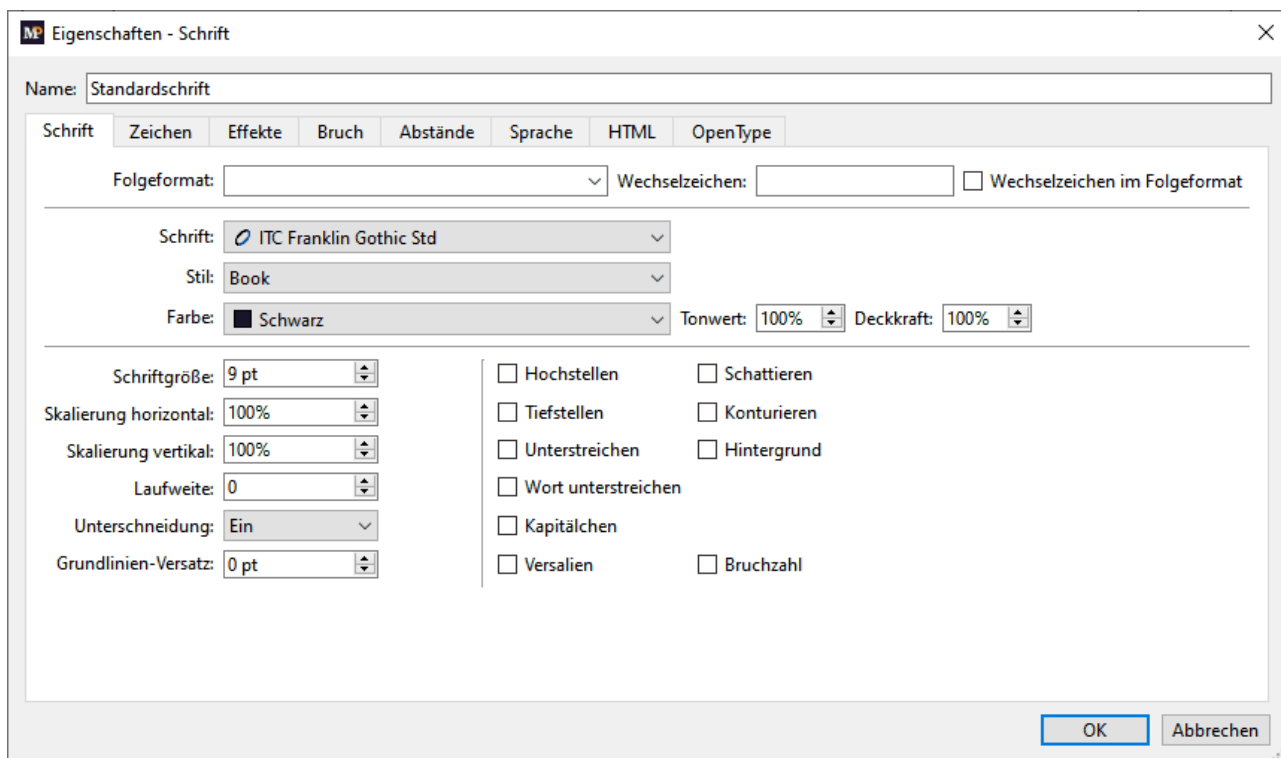 MP Eigenschaften - Schrift
Name: Standardschrift
Schrift Zeichen Effekte Bruch Abstände Sprache HTML OpenType
Folgeformat: Wechselzeichen: Wechselzeichen im Folgeformat
Schrift: ITC Franklin Gothic Std
Stil: Book
Farbe: Schwarz Tonwert: 100% Deckkraft: 100%
Schriftgröße: 9 pt Hochstellen Schattieren
Skalierung horizontal: 100% Tiefstellen Konturieren
Skalierung vertikal: 100% Unterstreichen Hintergrund
Laufweite: 0 Wort unterstreichen
Unterschneidung: Ein Kapitälchen
Grundlinien-Versatz: 0 pt Versalien Bruchzahl
OK Abbrechen